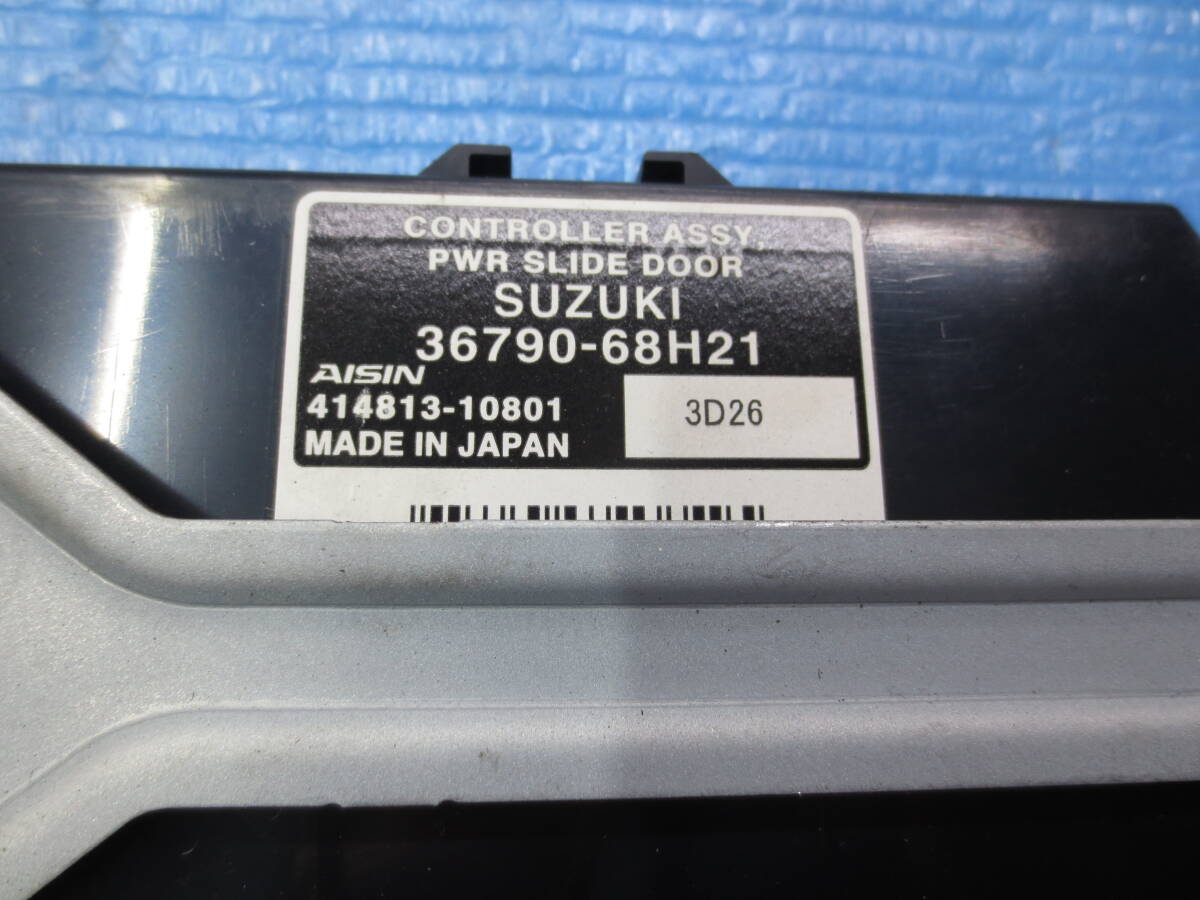 CONTROLLER ASSY,
PWR SLIDE DOOR
SUZUKI
36790-68H21
AISIN
414813-10801
3D26
MADE IN JAPAN